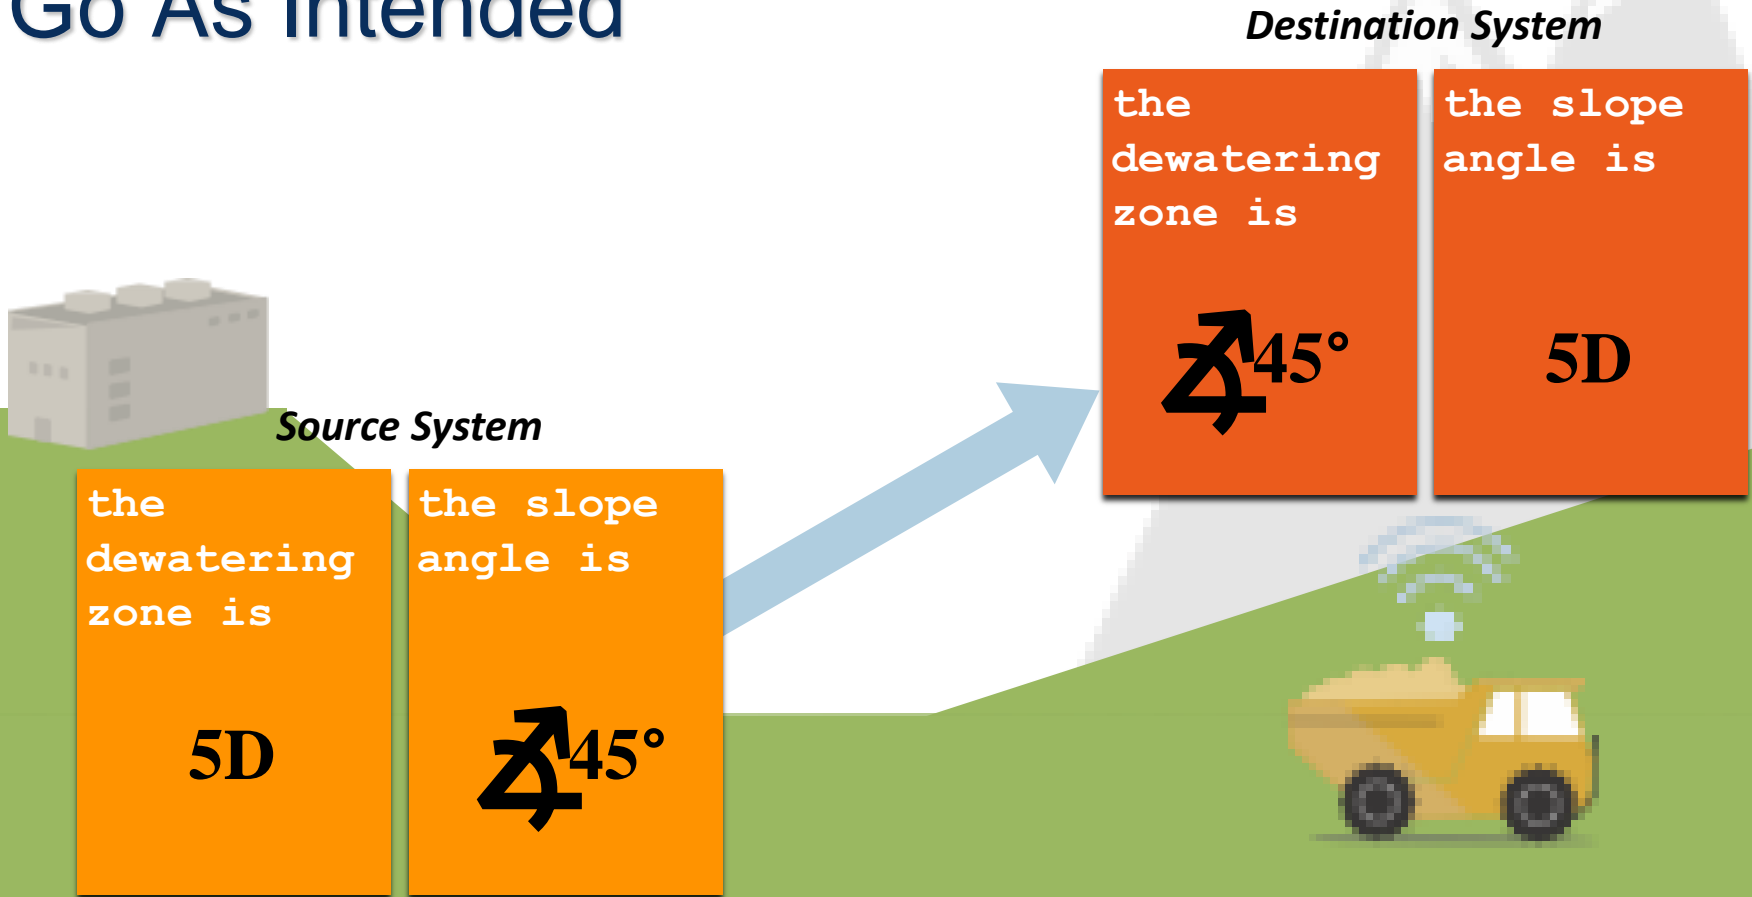 Go As Intended
Destination System
the
dewatering
zone is
45°
the slope
angle is
5D
Source System
the
dewatering
zone is
5D
the slope
angle is
45°